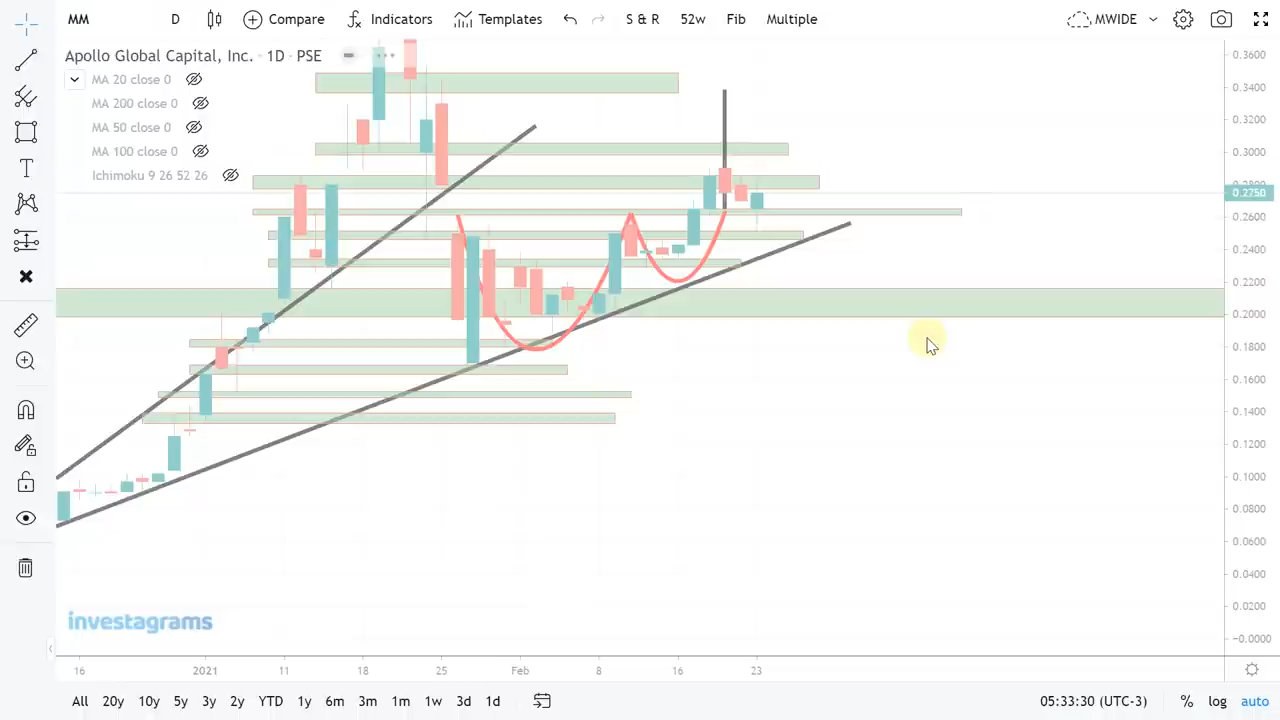 MM D Compare Indicators Templates S & R 52w Fib Multiple MWIDE
Apollo Global Capital, Inc. · 1D · PSE
MA 20 close 0
MA 200 close 0
MA 50 close 0
MA 100 close 0
Ichimoku 9 26 52 26
0.3600
0.3400
0.3200
0.3000
0.2750
0.2600
0.2400
0.2200
0.2000
0.1800
0.1600
0.1400
0.1200
0.1000
0.0800
0.0600
0.0400
0.0200
−0.0000
investagrams
16 2021 11 18 25 Feb 8 16 23
All 20y 10y 5y 3y 2y YTD 1y 6m 3m 1m 1w 3d 1d 05:33:30 (UTC-3) % log auto